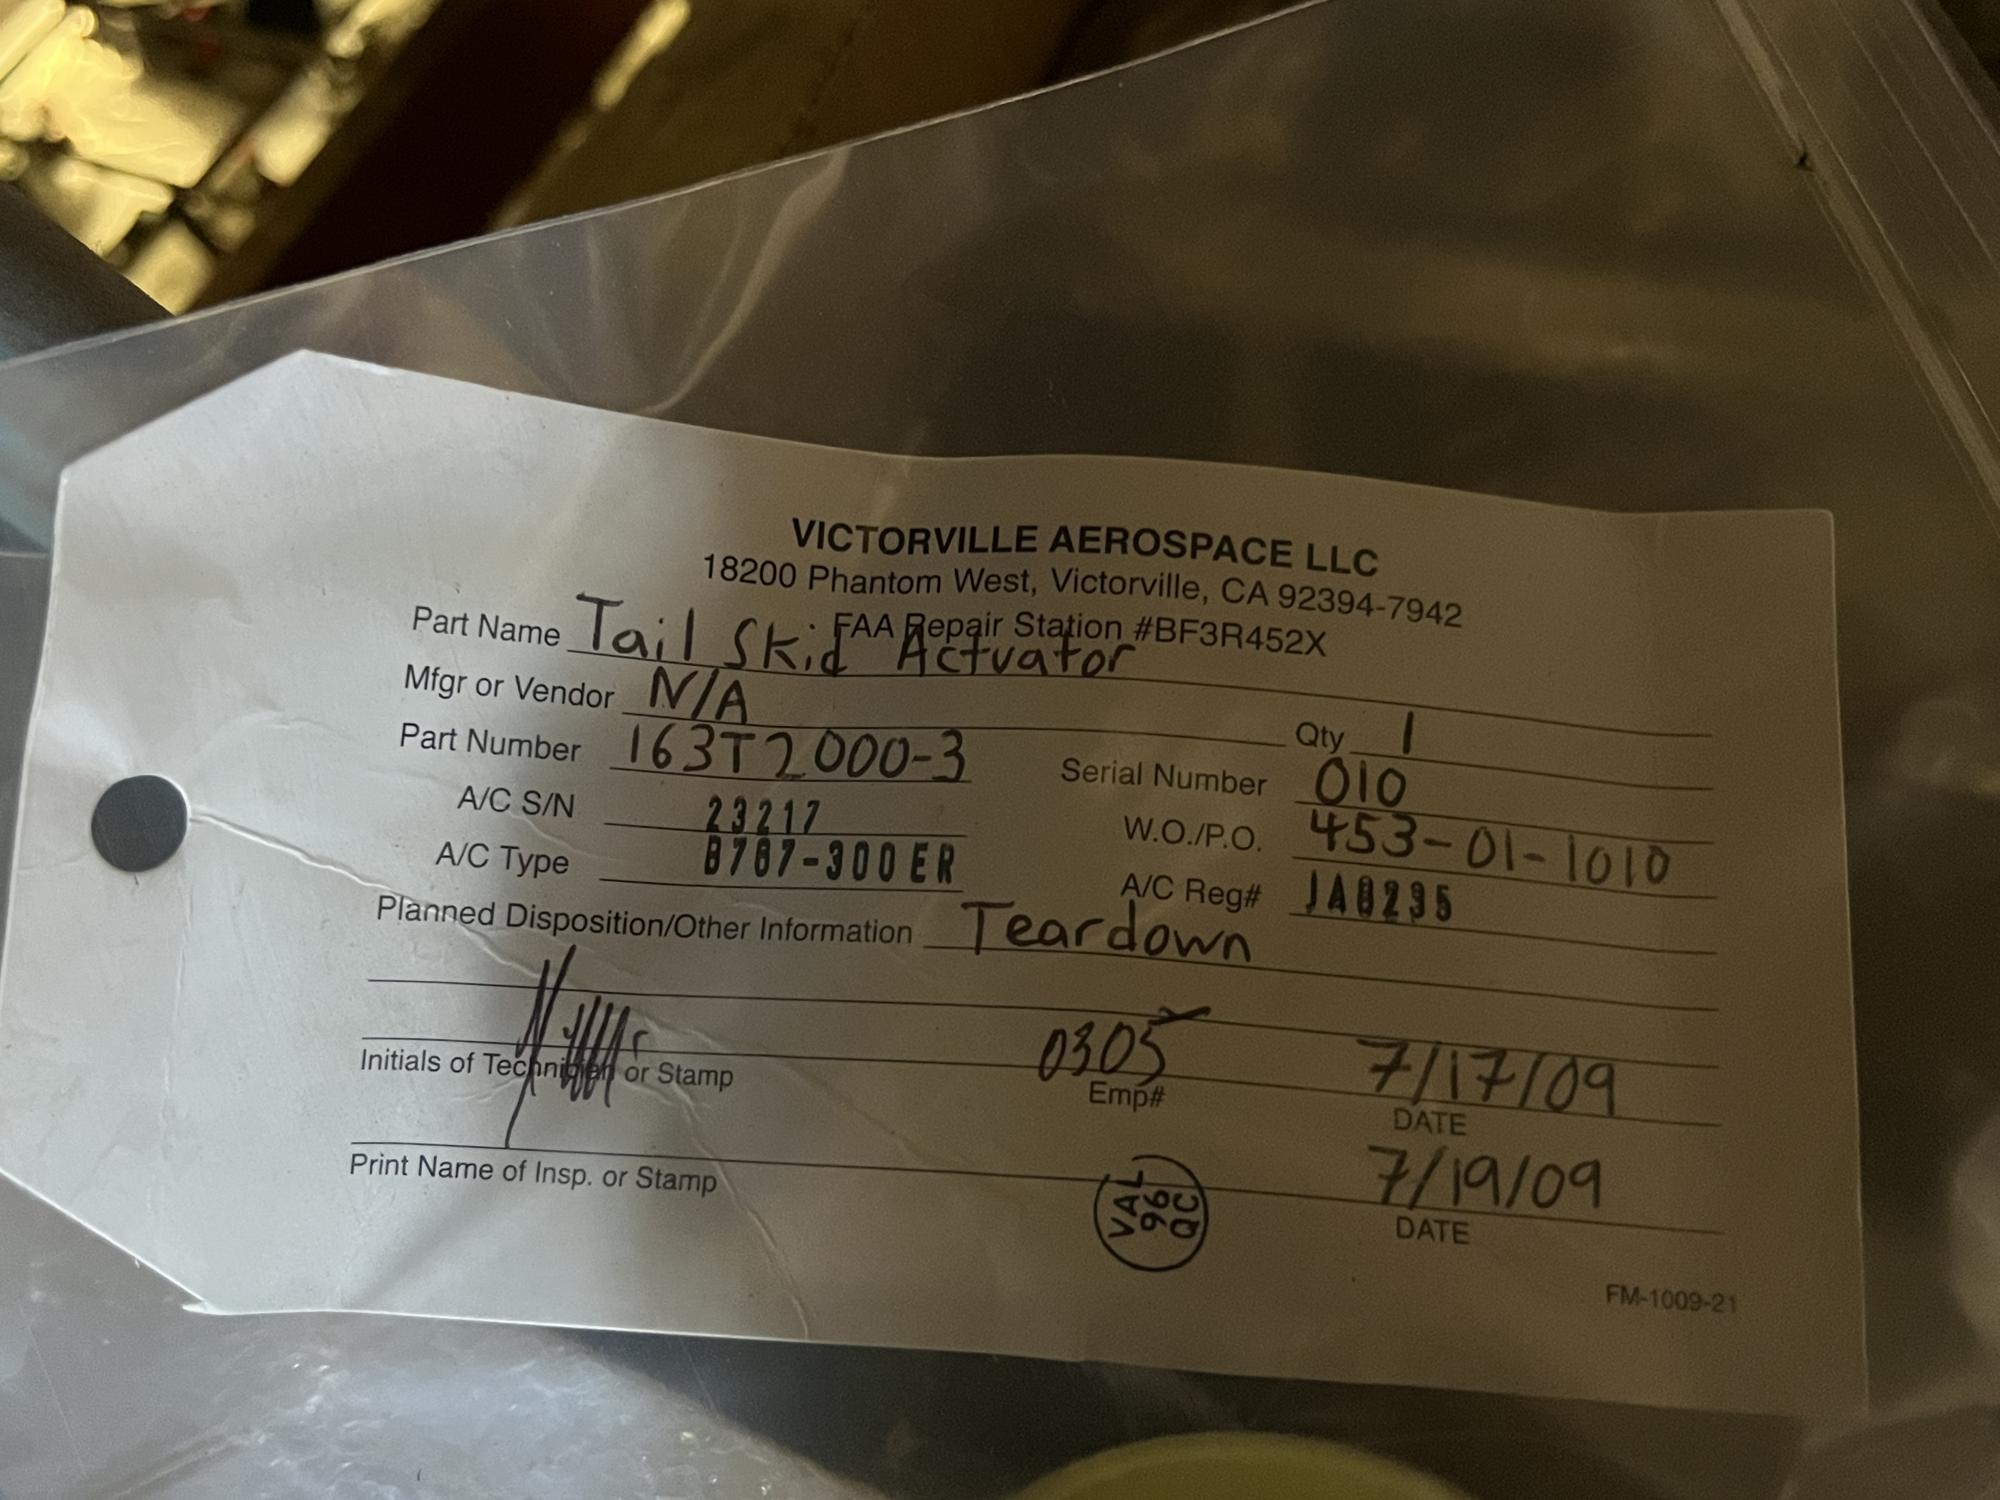 VICTORVILLE AEROSPACE LLC
18200 Phantom West, Victorville, CA 92394-7942
FAA Repair Station #BF3R452X
Part Name Tail Skid Actuator
Mfgr or Vendor N/A Qty 1
Part Number 163T2000-3 Serial Number 010
A/C S/N 23217 W.O./P.O. 453-01-1010
A/C Type B767-300ER A/C Reg# JA8235
Planned Disposition/Other Information Teardown
0305 7/17/09
Initials of Technician or Stamp Emp# DATE
VAL 96 QC 7/19/09
Print Name of Insp. or Stamp DATE
FM-1009-21